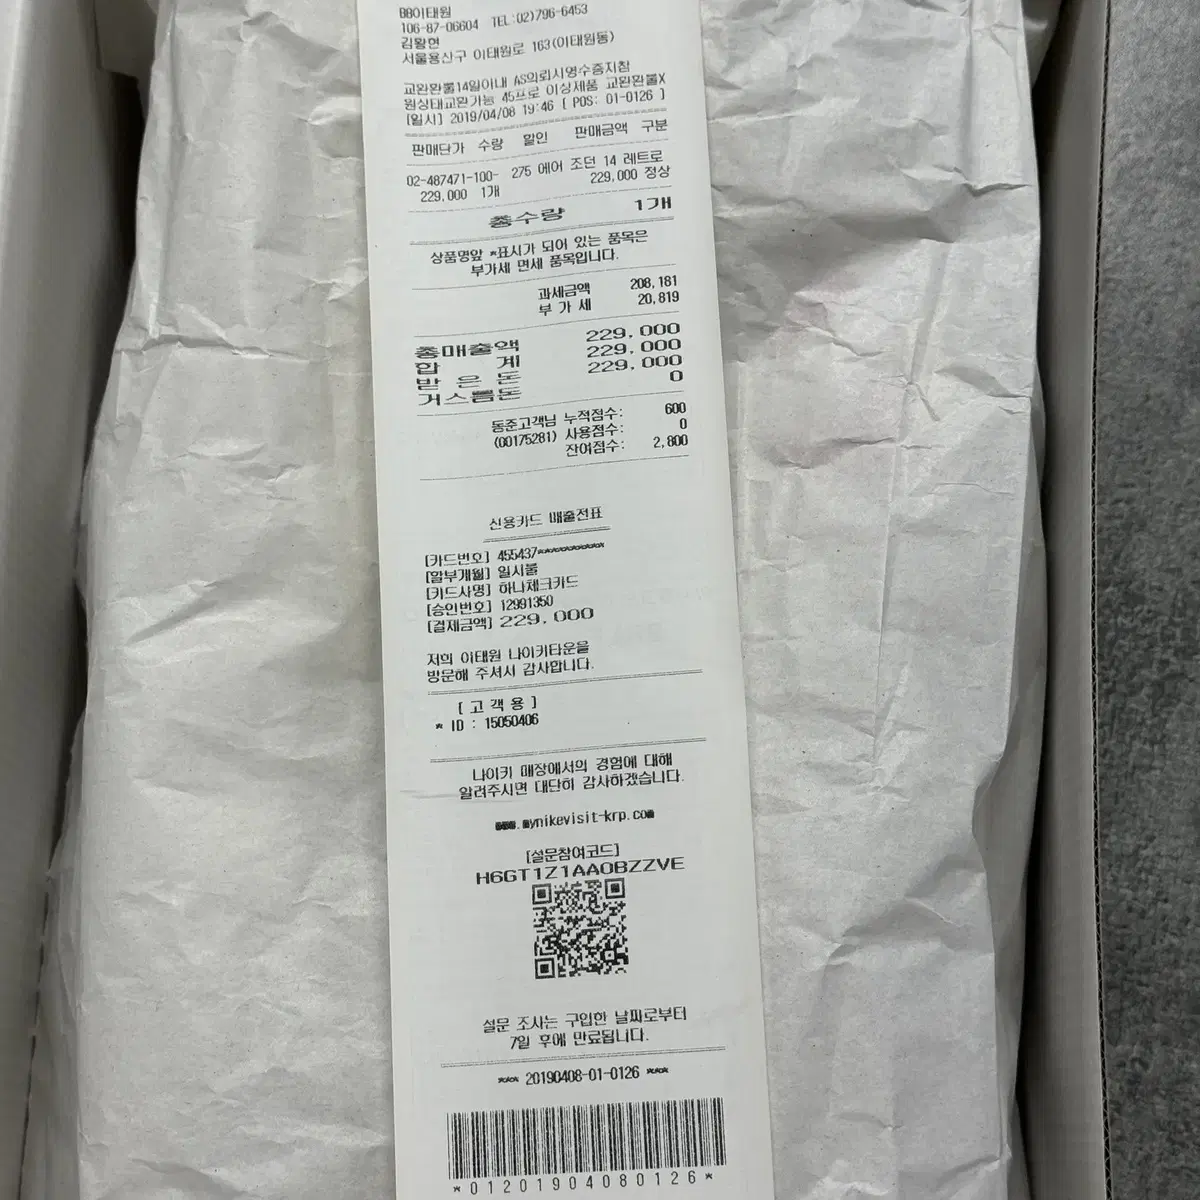 BB이태원
106-87-06604 TEL:02)796-6453
김황현
서울용산구 이태원로 163(이태원동)
교환환불14일이내 AS의뢰시영수증지참
원상태교환가능 45프로 이상제품 교환환불X
[일시] 2019/04/08 19:46 [ POS: 01-0126 ]
판매단가 수량 할인 판매금액 구분
02-487471-100- 275 에어 조던 14 레트로
229,000 1개 229,000 정상
총수량 1개
상품명앞 *표시가 되어 있는 품목은
부가세 면세 품목입니다.
과세금액 208,181
부 가 세 20,819
총매출액 229,000
합 계 229,000
받 은 돈 229,000
거스름돈 0
동준고객님 누적점수: 600
(00175281) 사용점수: 0
잔여점수: 2,800
신용카드 매출전표
[카드번호] 455437**********
[할부개월] 일시불
[카드사명] 하나체크카드
[승인번호] 12991350
[결제금액] 229,000
저희 이태원 나이키타운을
방문해 주셔서 감사합니다.
[ 고 객 용 ]
* ID : 15050406
나이키 매장에서의 경험에 대해
알려주시면 대단히 감사하겠습니다.
www.mynikevisit-krp.com
[설문참여코드]
H6GT1Z1AA0BZZVE
설문 조사는 구입한 날짜로부터
7일 후에 만료됩니다.
*** 20190408-01-0126 ***
*01201904080126*